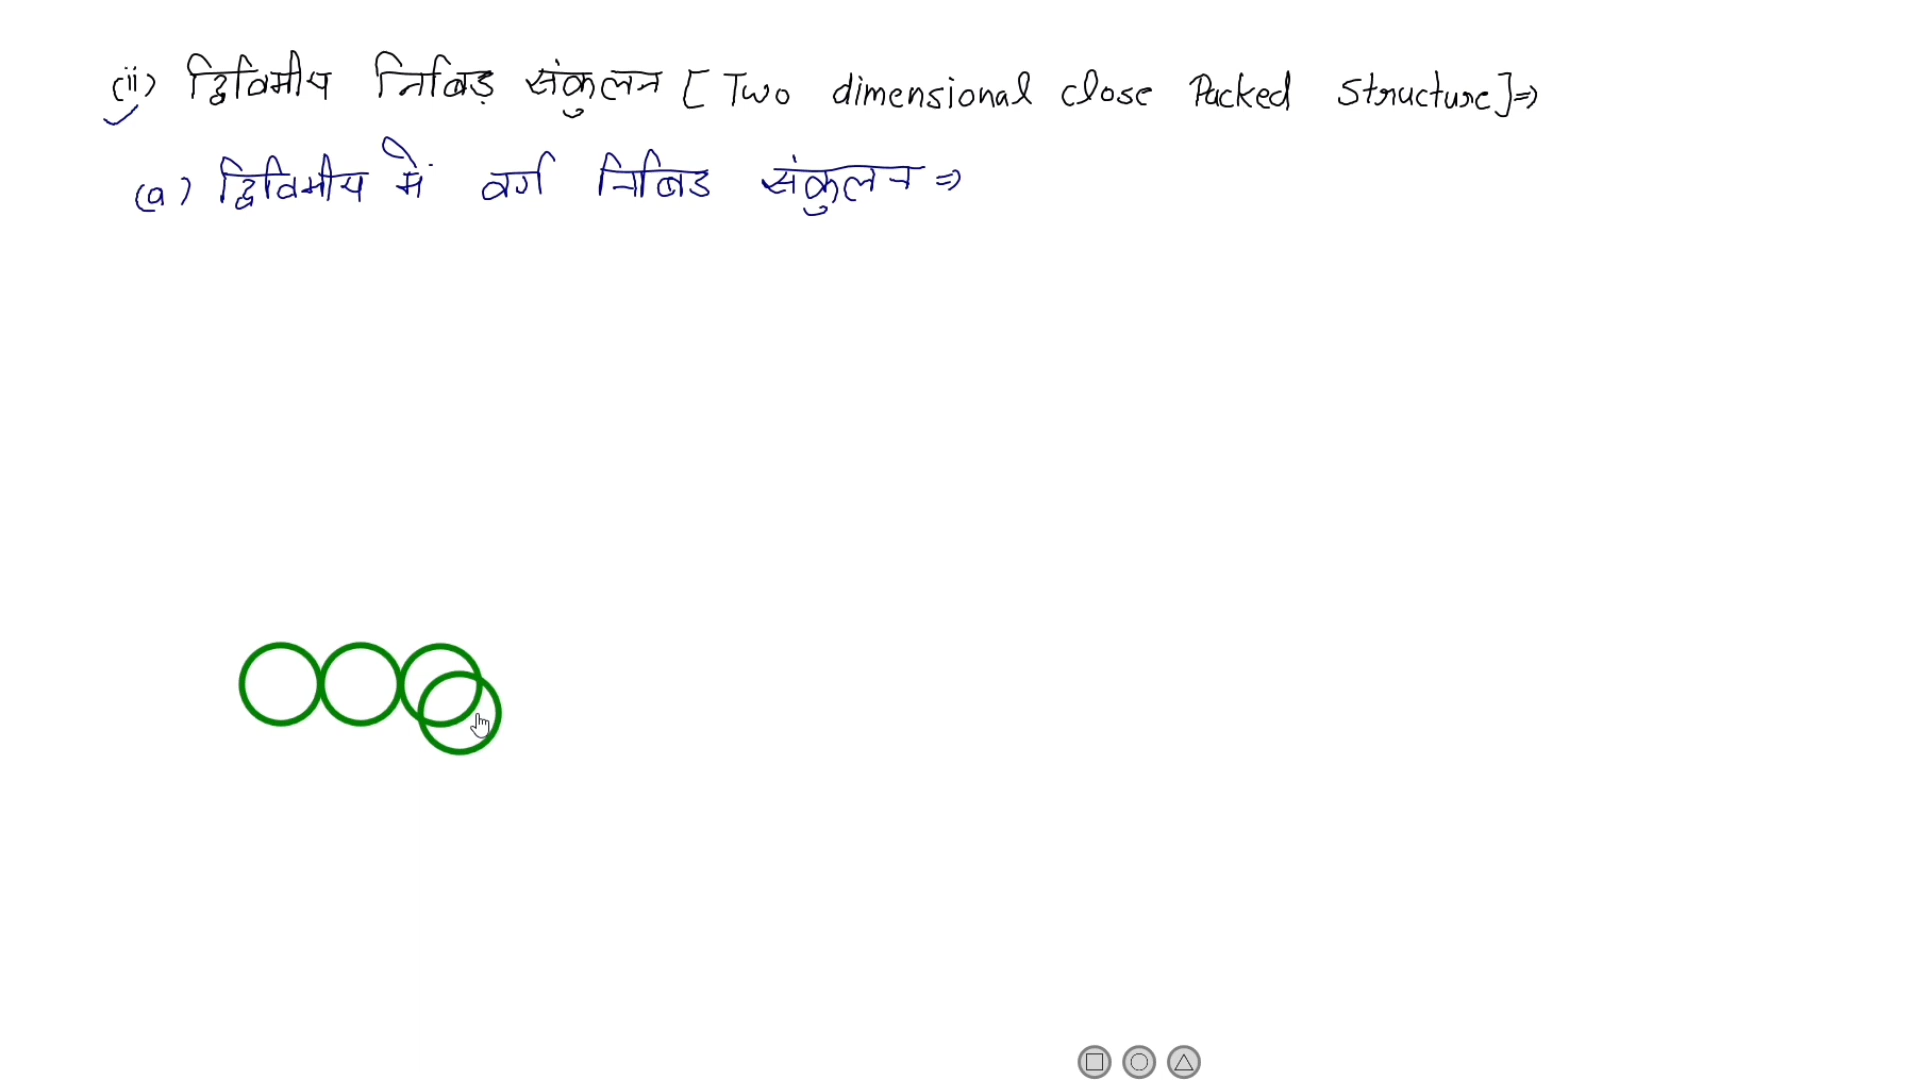 (ii) द्विविमीय निबिड़ संकुलन [Two dimensional close Packed Structure]⇒
(a) द्विविमीय में वर्ग निबिड संकुलन ⇒